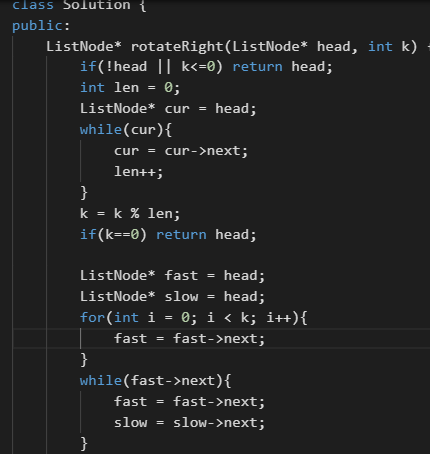 class Solution {
public:
    ListNode* rotateRight(ListNode* head, int k) {
        if(!head || k<=0) return head;
        int len = 0;
        ListNode* cur = head;
        while(cur){
            cur = cur->next;
            len++;
        }
        k = k % len;
        if(k==0) return head;

        ListNode* fast = head;
        ListNode* slow = head;
        for(int i = 0; i < k; i++){
            fast = fast->next;
        }
        while(fast->next){
            fast = fast->next;
            slow = slow->next;
        }